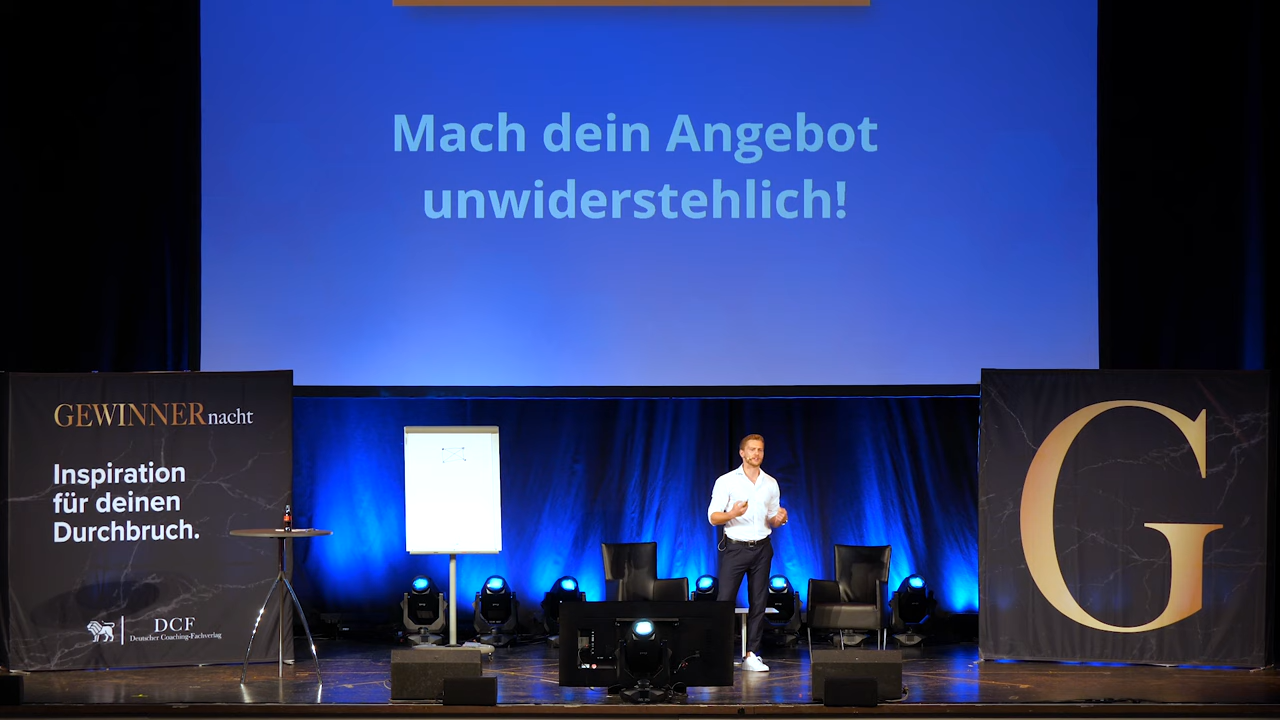 Mach dein Angebot
unwiderstehlich!
GEWINNERnacht
Inspiration
für deinen
Durchbruch.
DCF
Deutscher Coaching-Fachverlag
G